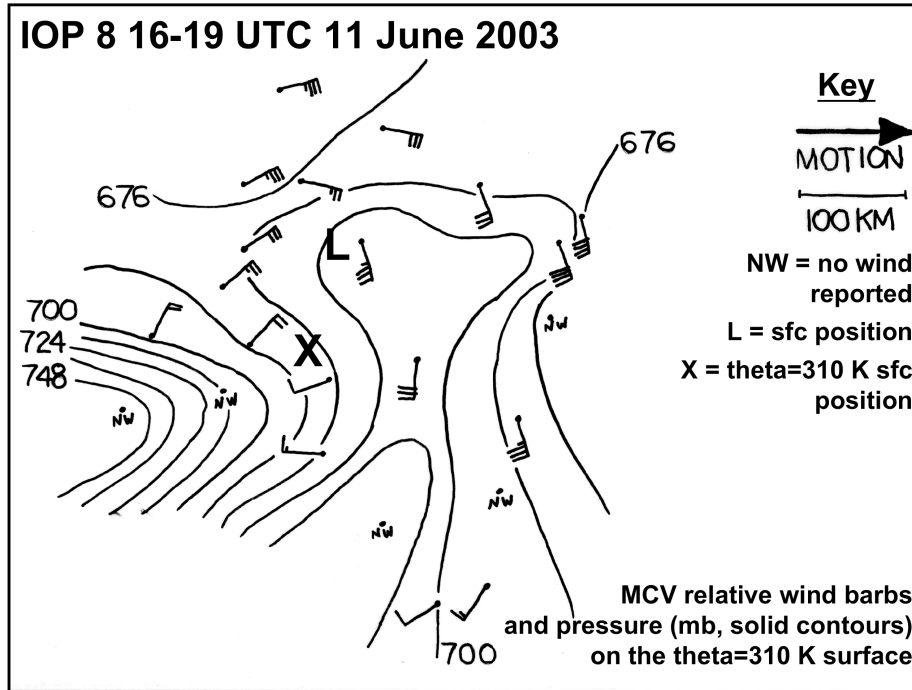 IOP 8 16-19 UTC 11 June 2003
Key
MOTION
100 KM
NW = no wind
reported
L = sfc position
X = theta=310 K sfc
position
676
676
L
700
724
748
X
NW
NW
NW
NW
NW
700
MCV relative wind barbs
and pressure (mb, solid contours)
on the theta=310 K surface